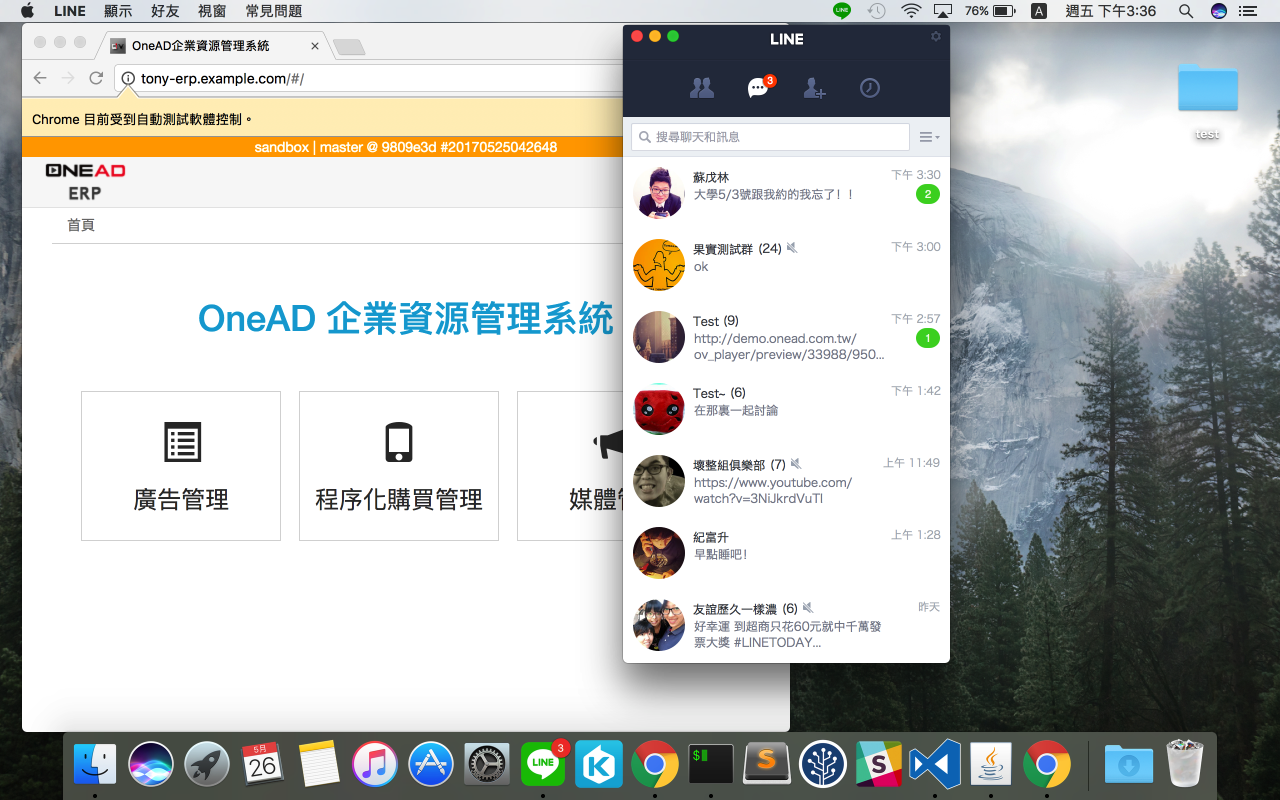 LINE 顯示 好友 視窗 常見問題
LINE 76% A 週五 下午3:36
OneAD企業資源管理系統
tony-erp.example.com/#/
Chrome 目前受到自動測試軟體控制。
sandbox | master @ 9809e3d #20170525042648
ONEAD
ERP
首頁
OneAD 企業資源管理系統
廣告管理
程序化購買管理
媒體
LINE
3
搜尋聊天和訊息
蘇戊林 下午 3:30
大學5/3號跟我約的我忘了！！ 2
果實測試群 (24) 下午 3:00
ok
Test (9) 下午 2:57
http://demo.onead.com.tw/
ov_player/preview/33988/950... 1
Test~ (6) 下午 1:42
在那裏一起討論
壞整組俱樂部 (7) 上午 11:49
https://www.youtube.com/
watch?v=3NiJkrdVuTI
紀富升 上午 1:28
早點睡吧！
友誼歷久一樣濃 (6) 昨天
好幸運 到超商只花60元就中千萬發
票大獎 #LINETODAY...
test
5月
26
LINE
3
$
S
S